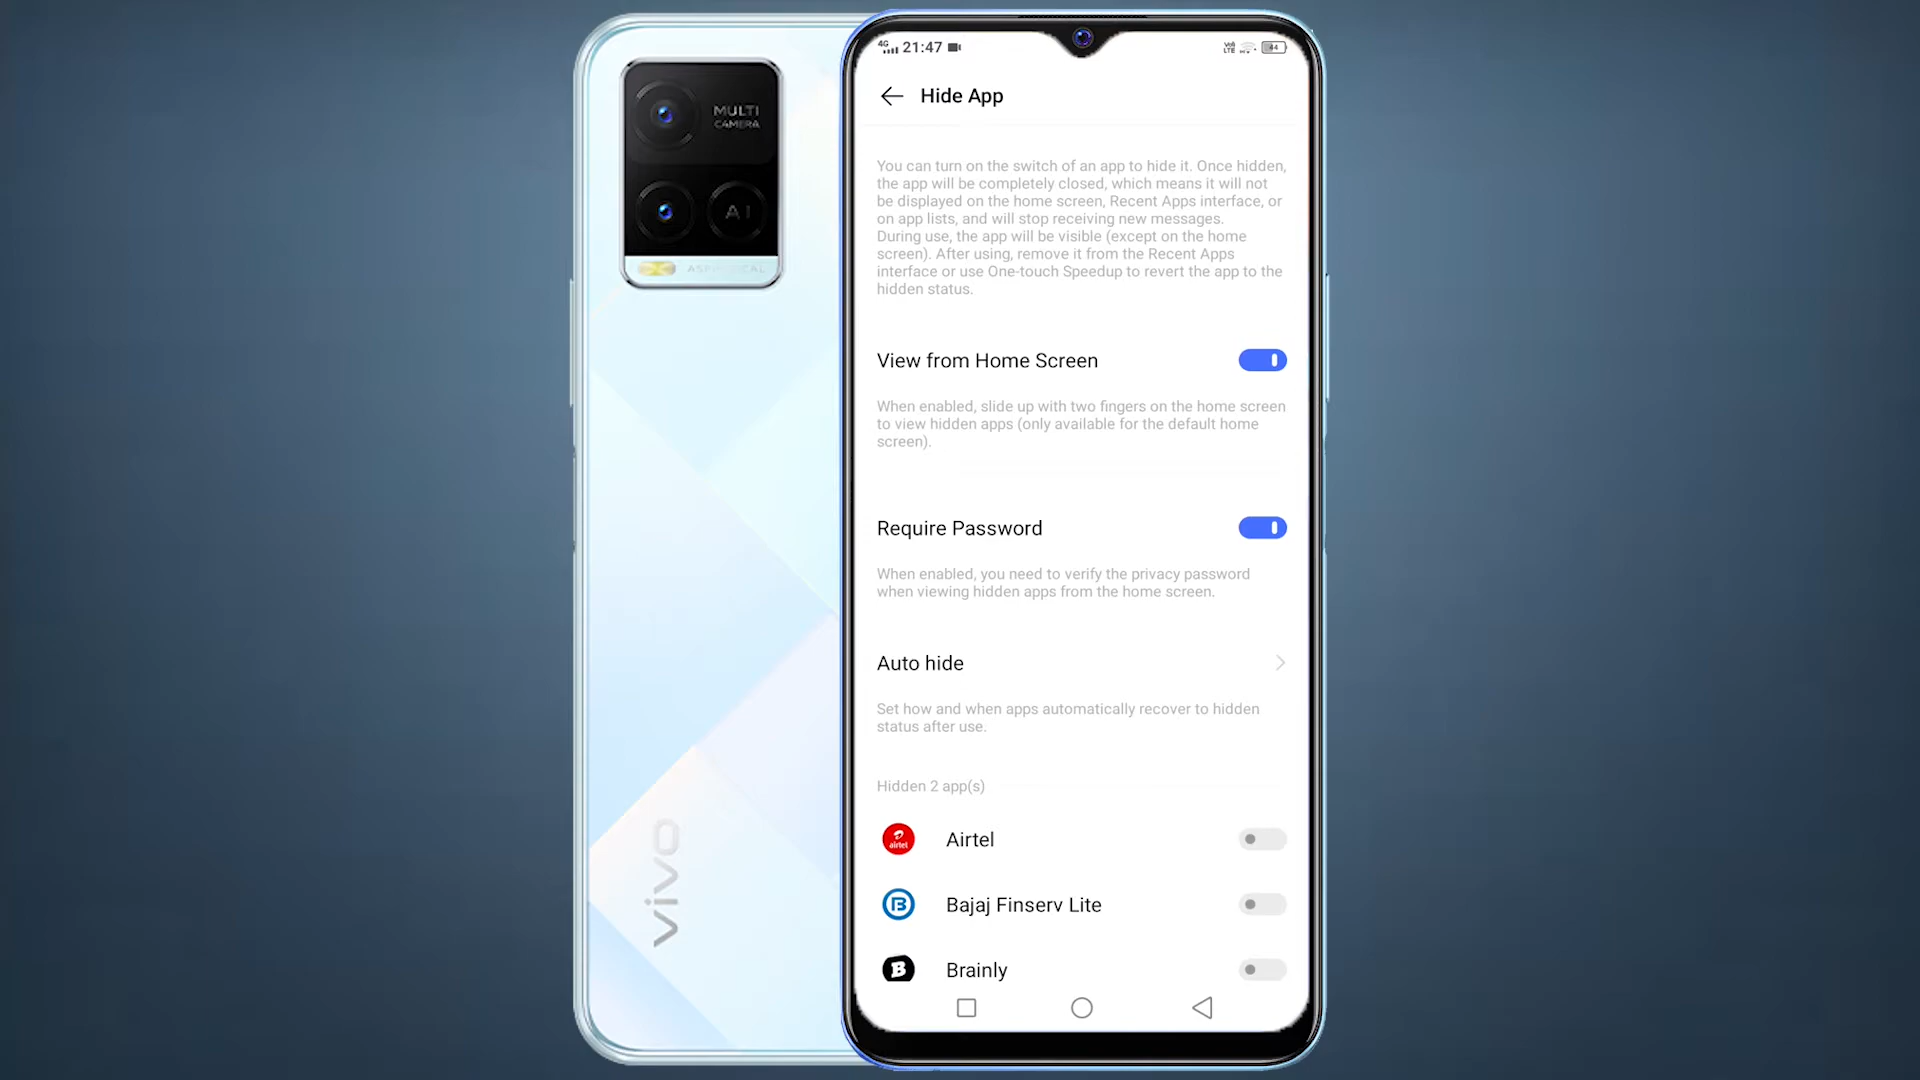 MULTI
CAMERA
AI
ASPHERICAL
vivo
4G 21:47
VoLTE 44
Hide App
You can turn on the switch of an app to hide it. Once hidden,
the app will be completely closed, which means it will not
be displayed on the home screen, Recent Apps interface, or
on app lists, and will stop receiving new messages.
During use, the app will be visible (except on the home
screen). After using, remove it from the Recent Apps
interface or use One-touch Speedup to revert the app to the
hidden status.
View from Home Screen
When enabled, slide up with two fingers on the home screen
to view hidden apps (only available for the default home
screen).
Require Password
When enabled, you need to verify the privacy password
when viewing hidden apps from the home screen.
Auto hide
Set how and when apps automatically recover to hidden
status after use.
Hidden 2 app(s)
airtel Airtel
B Bajaj Finserv Lite
B Brainly